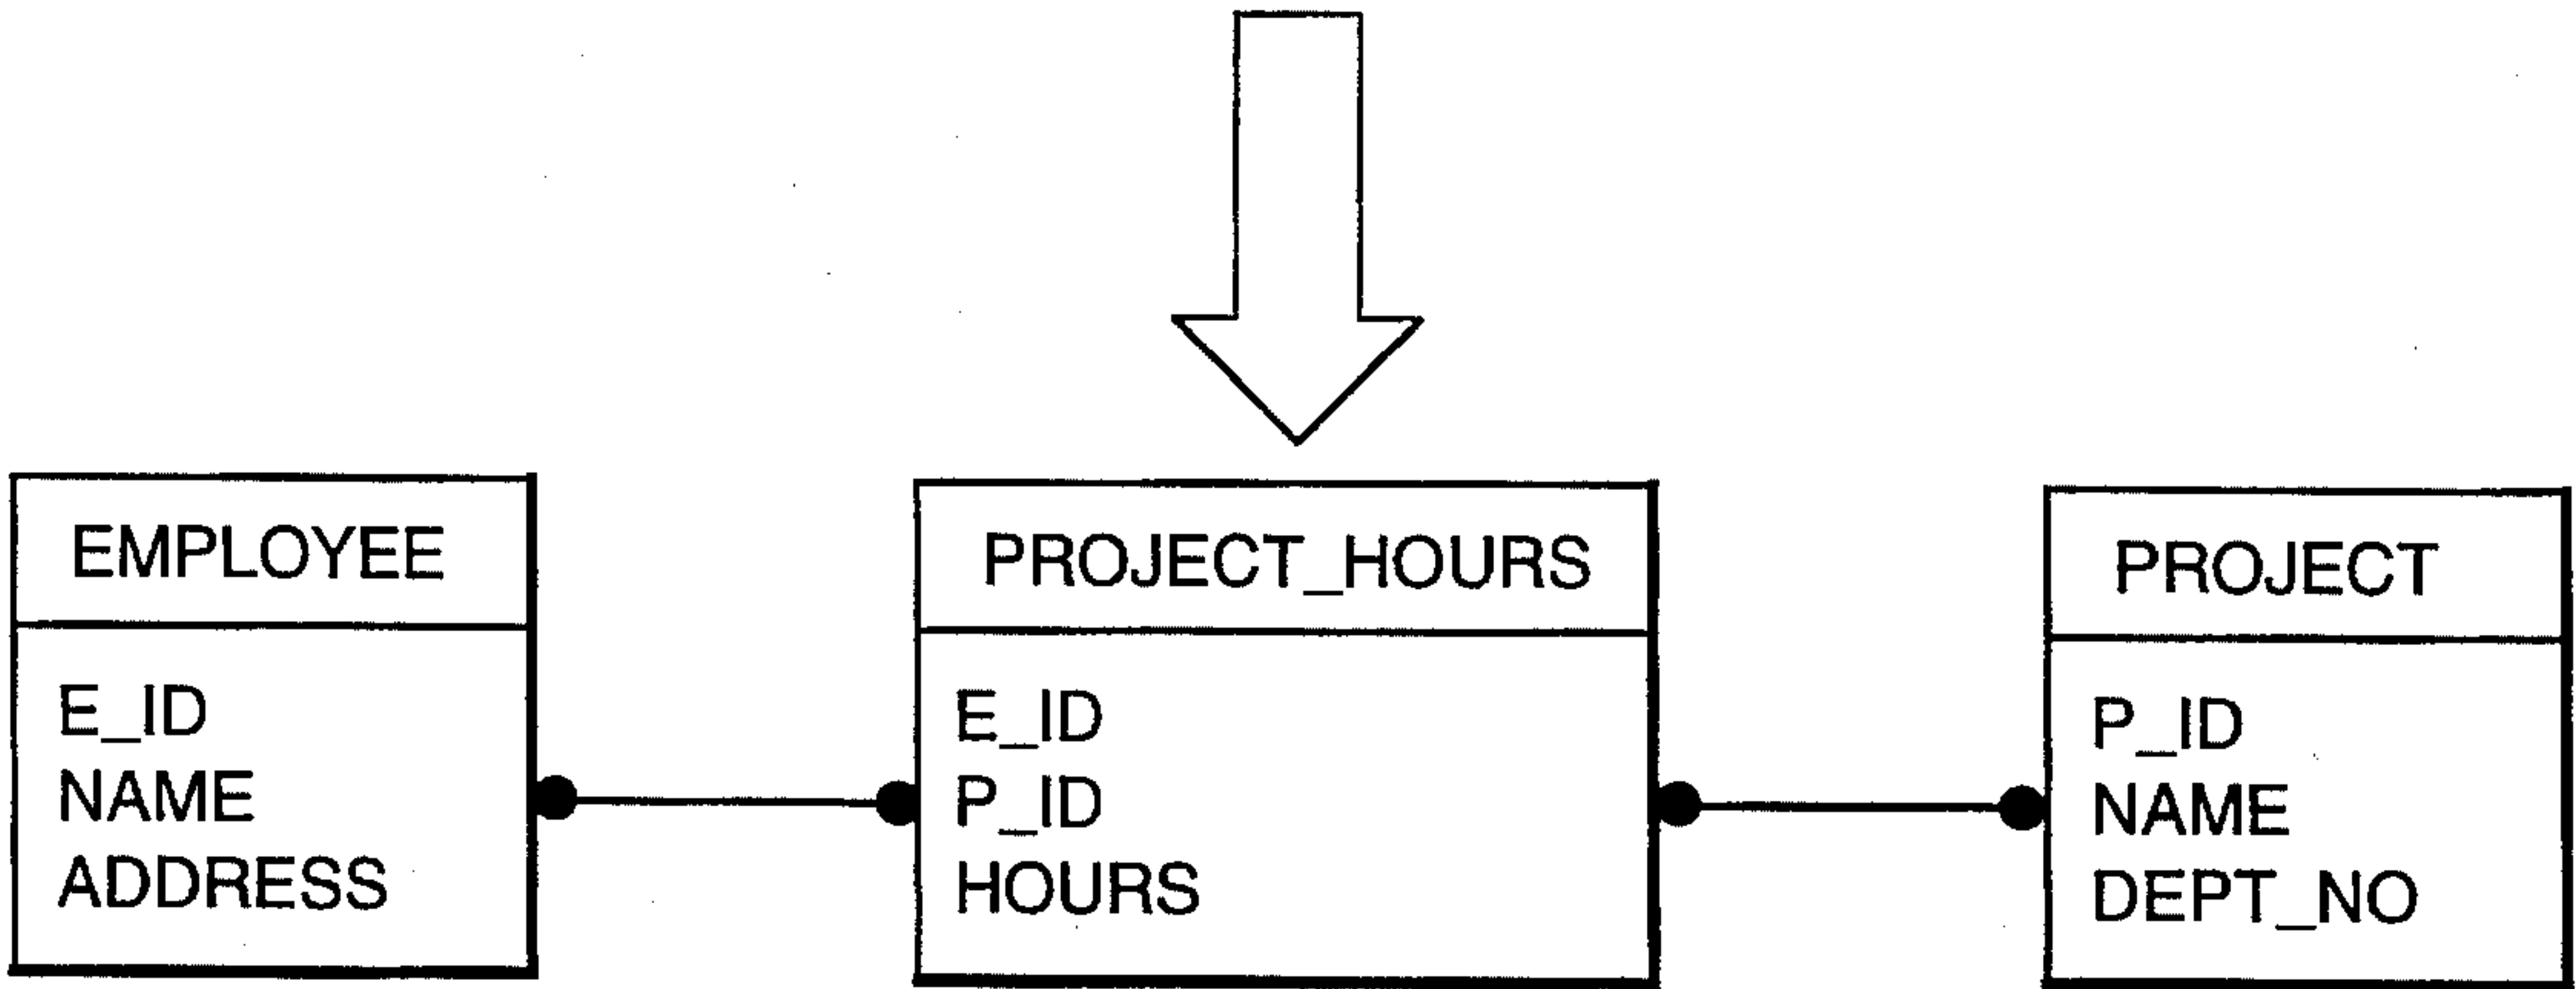 EMPLOYEE
E_ID
NAME
ADDRESS
PROJECT_HOURS
E_ID
P_ID
HOURS
PROJECT
P_ID
NAME
DEPT_NO